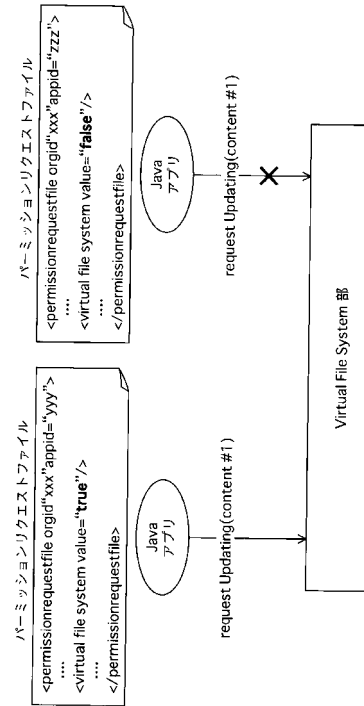 パーミッションリクエストファイル
<permissionrequestfile orgid“xxx”appid=“yyy”>
....
<virtual file system value=“true”/>
....
</permissionrequestfile>
Java
アプリ
request Updating(content #1)
パーミッションリクエストファイル
<permissionrequestfile orgid“xxx”appid=“zzz”>
....
<virtual file system value=“false”/>
....
</permissionrequestfile>
Java
アプリ
request Updating(content #1)
Virtual File System 部